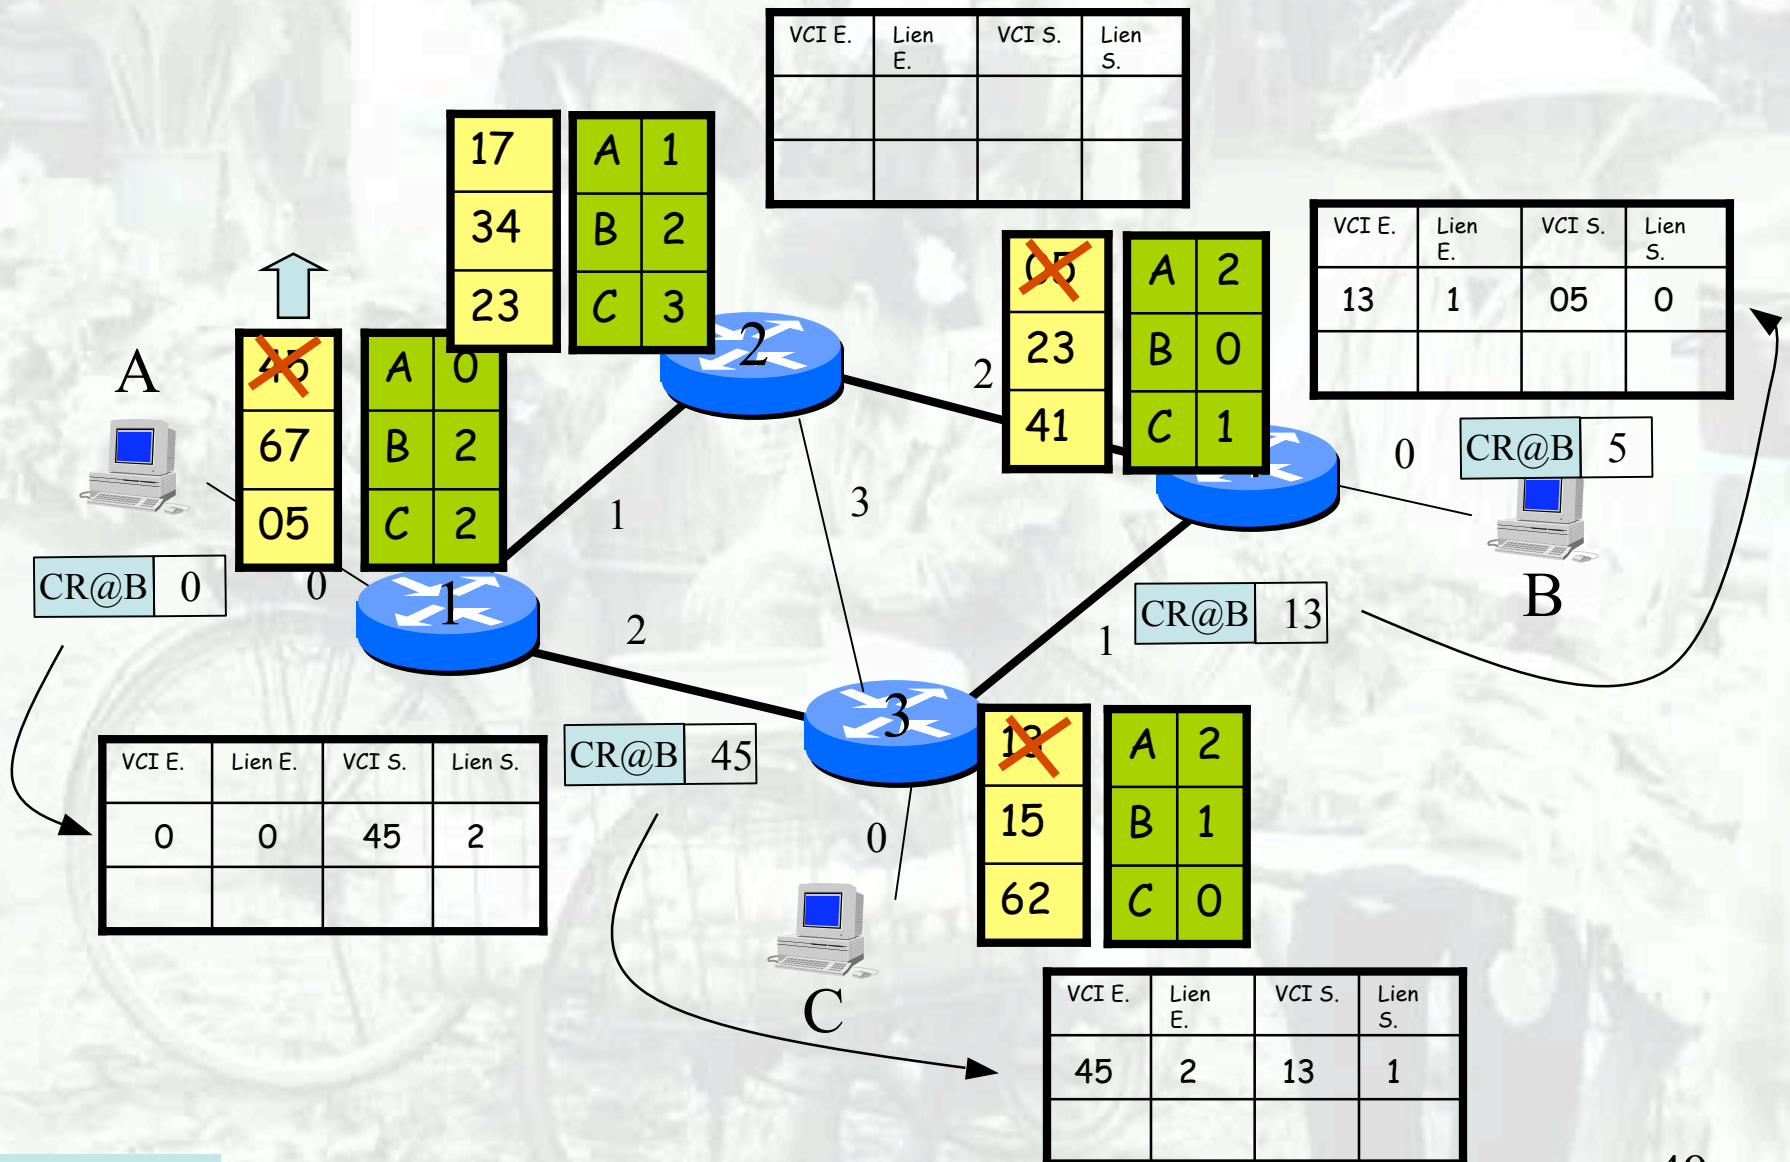 VCI E. Lien E. VCI S. Lien S.
17 A 1
34 B 2
23 C 3
VCI E. Lien E. VCI S. Lien S.
13 1 05 0
05 A 2
23 B 0
41 C 1
2
2
A
45 A 0
67 B 2
05 C 2
0
CR@B 5
3
1
B
CR@B 0
0
1
CR@B 13
2
1
3
CR@B 45
13 A 2
15 B 1
62 C 0
VCI E. Lien E. VCI S. Lien S.
0 0 45 2
0
C
VCI E. Lien E. VCI S. Lien S.
45 2 13 1